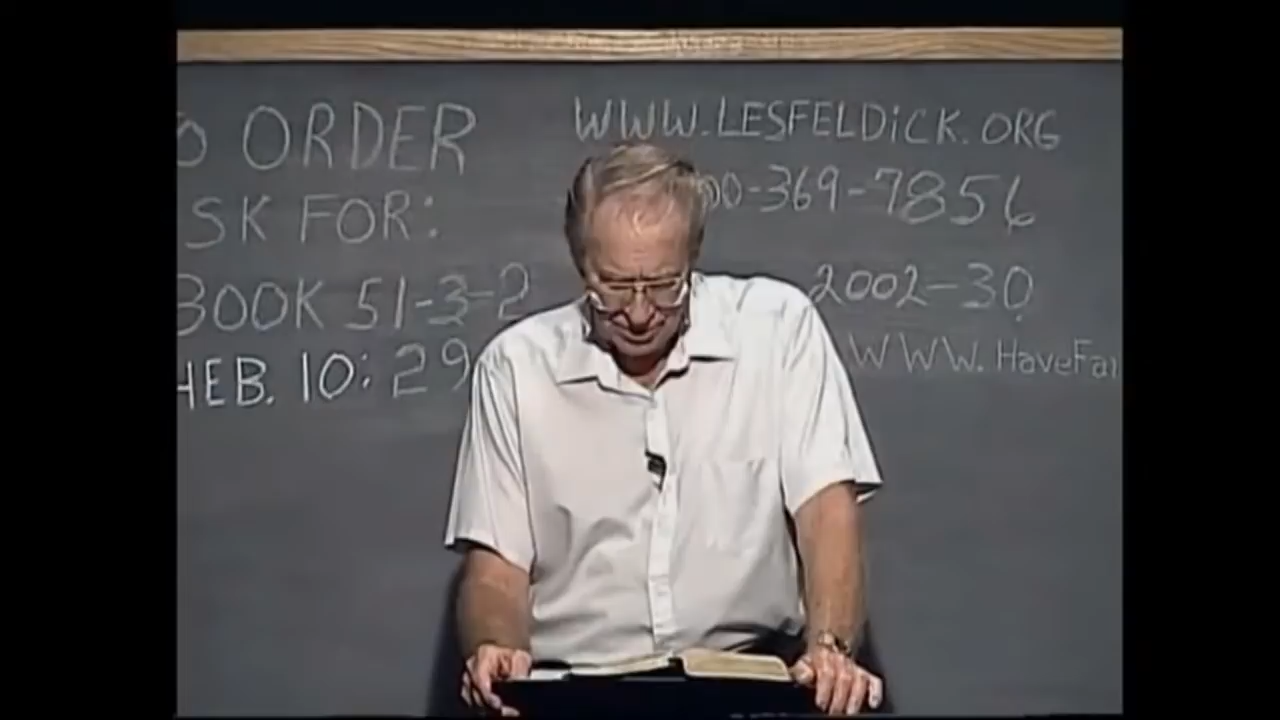 O ORDER
SK FOR:
BOOK 51-3-2
HEB. 10:29
WWW.LESFELDiCK.ORG
00-369-7856
2002-30
WWW.HaveFai